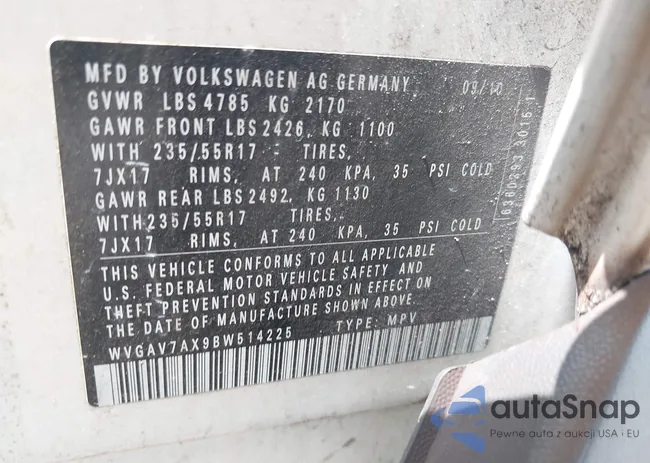 MFD BY VOLKSWAGEN AG GERMANY 09/10
GVWR LBS 4785 KG 2170
GAWR FRONT LBS 2426, KG 1100
WITH 235/55R17 - TIRES,
7JX17 RIMS, AT 240 KPA, 35 PSI COLD
GAWR REAR LBS 2492, KG 1130
WITH 235/55R17 TIRES,
7JX17 RIMS, AT 240 KPA, 35 PSI COLD
THIS VEHICLE CONFORMS TO ALL APPLICABLE
U.S. FEDERAL MOTOR VEHICLE SAFETY AND
THEFT PREVENTION STANDARDS IN EFFECT ON
THE DATE OF MANUFACTURE SHOWN ABOVE.
WVGAV7AX9BW514225 TYPE: MPV
autaSnap
Pewne auta z aukcji USA i EU